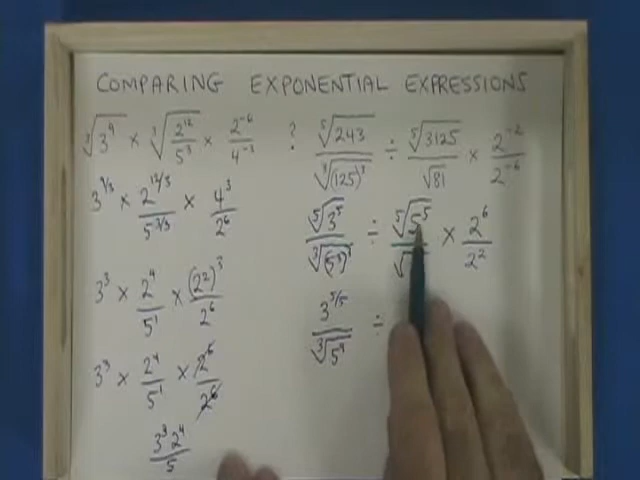 COMPARING EXPONENTIAL EXPRESSIONS
∛(3⁹) × ∛(2¹²/5³) × 2⁻⁶/4⁻³ ? ⁵√243/∛(125)³ ÷ ⁵√3125/√81 × 2⁻²/2⁻⁶
3^(9/3) × 2^(12/3)/5^(3/3) × 4³/2⁶ ⁵√3⁵/∛(5³) ÷ ⁵√5⁵/√ × 2⁶/2²
3³ × 2⁴/5¹ × (2²)³/2⁶ 3^(5/5)/∛5⁹ ÷
3³ × 2⁴/5¹ × 2⁶/2⁶
3³2⁴/5